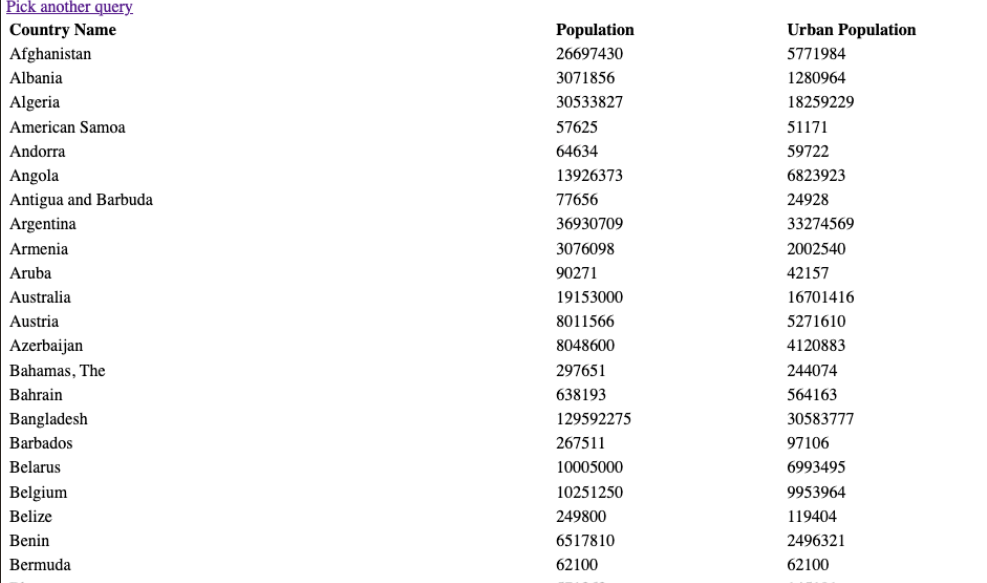 Pick another query
Country Name Population Urban Population
Afghanistan 26697430 5771984
Albania 3071856 1280964
Algeria 30533827 18259229
American Samoa 57625 51171
Andorra 64634 59722
Angola 13926373 6823923
Antigua and Barbuda 77656 24928
Argentina 36930709 33274569
Armenia 3076098 2002540
Aruba 90271 42157
Australia 19153000 16701416
Austria 8011566 5271610
Azerbaijan 8048600 4120883
Bahamas, The 297651 244074
Bahrain 638193 564163
Bangladesh 129592275 30583777
Barbados 267511 97106
Belarus 10005000 6993495
Belgium 10251250 9953964
Belize 249800 119404
Benin 6517810 2496321
Bermuda 62100 62100